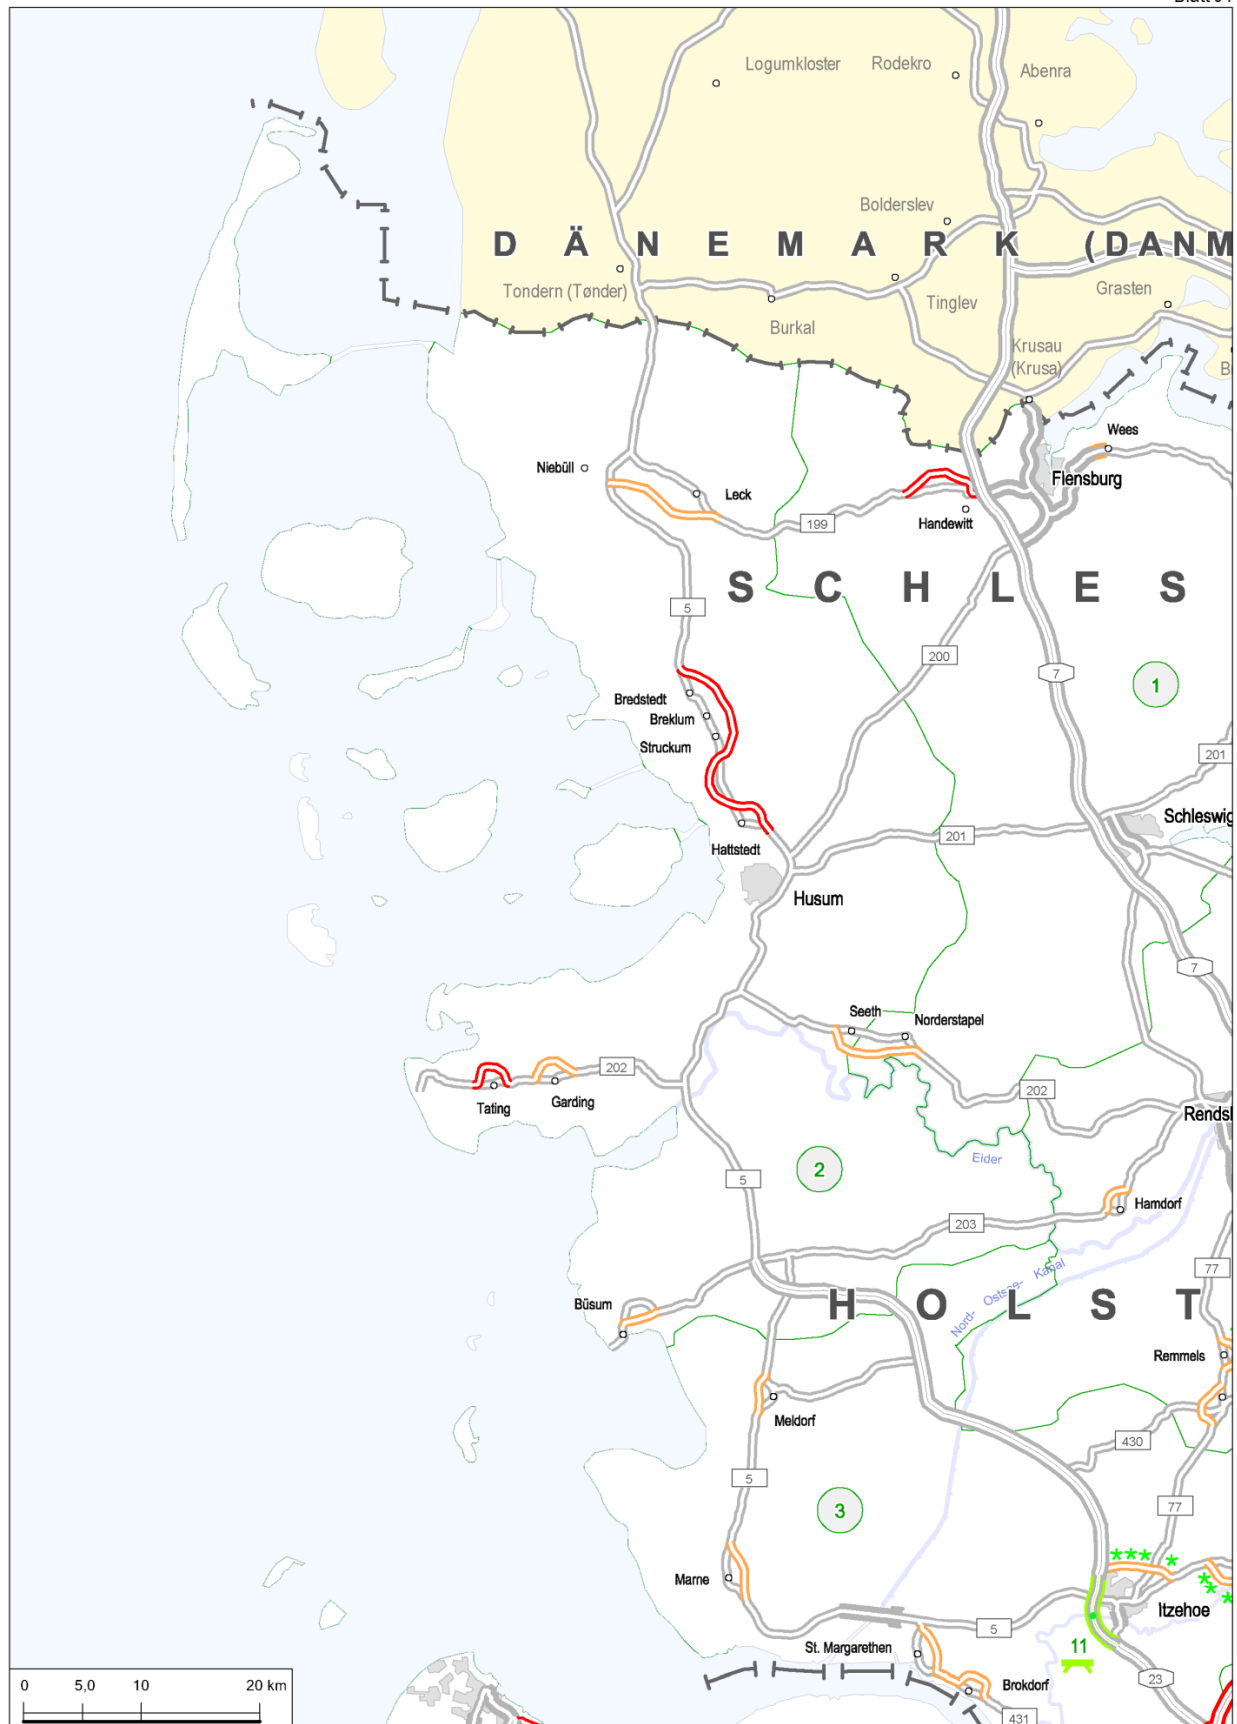 Logumkloster
Rodekro
Abenra
Bolderslev
DÄNEMARK (DANM
Tondern (Tønder)
Grasten
Tinglev
Burkal
Krusau
(Krusa)
Wees
Niebüll
Flensburg
Leck
Handewitt
199
SCHLES
5
200
7
1
Bredstedt
Breklum
Struckum
201
Schleswig
201
Hattstedt
Husum
7
Seeth
Norderstapel
202
202
Tating
Garding
Rends
Eider
2
5
Hamdorf
203
77
Nord-Ostsee-Kanal
Büsum
HOLST
Remmels
Meldorf
430
5
77
3
Marne
Itzehoe
5
St. Margarethen
11
23
Brokdorf
431
0 5,0 10 20 km